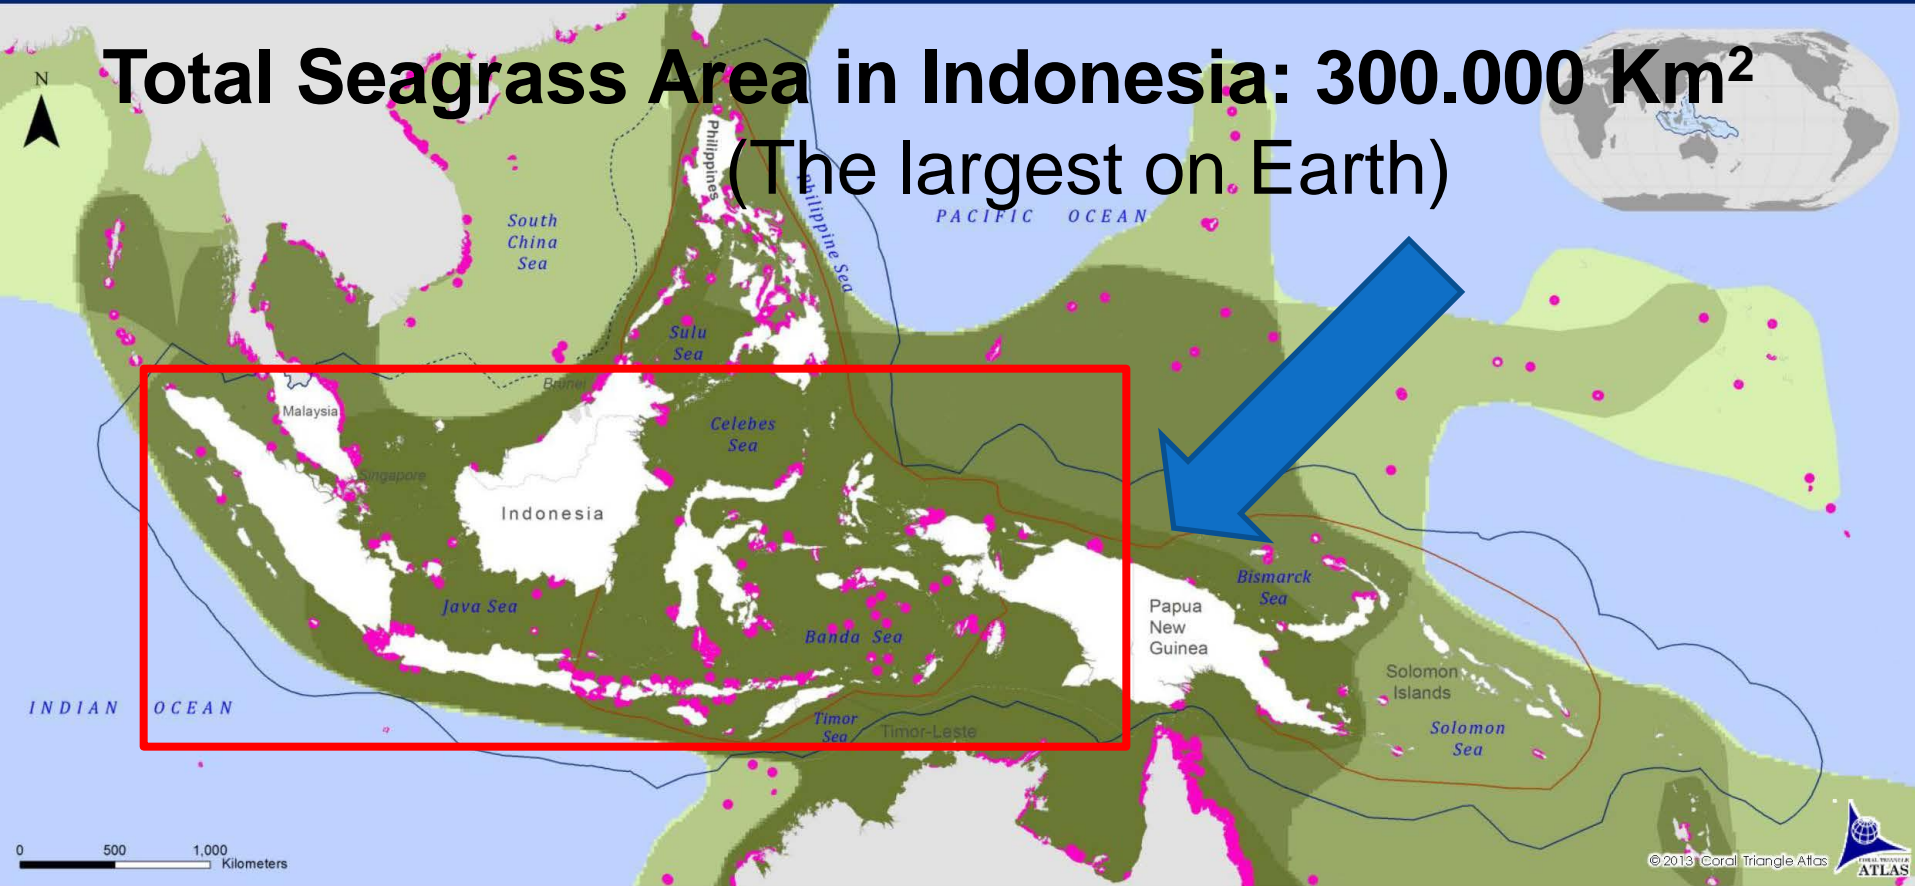 Total Seagrass Area in Indonesia: 300.000 Km²
(The largest on Earth)
N
Philippines
Philippine Sea
South
China
Sea
PACIFIC OCEAN
Sulu
Sea
Brunei
Malaysia
Celebes
Sea
Singapore
Indonesia
Java Sea
Banda Sea
Bismarck
Sea
Papua
New
Guinea
Solomon
Islands
Solomon
Sea
INDIAN OCEAN
Timor
Sea
Timor-Leste
0 500 1,000
Kilometers
©2013 Coral Triangle Atlas
CORAL TRIANGLE
ATLAS